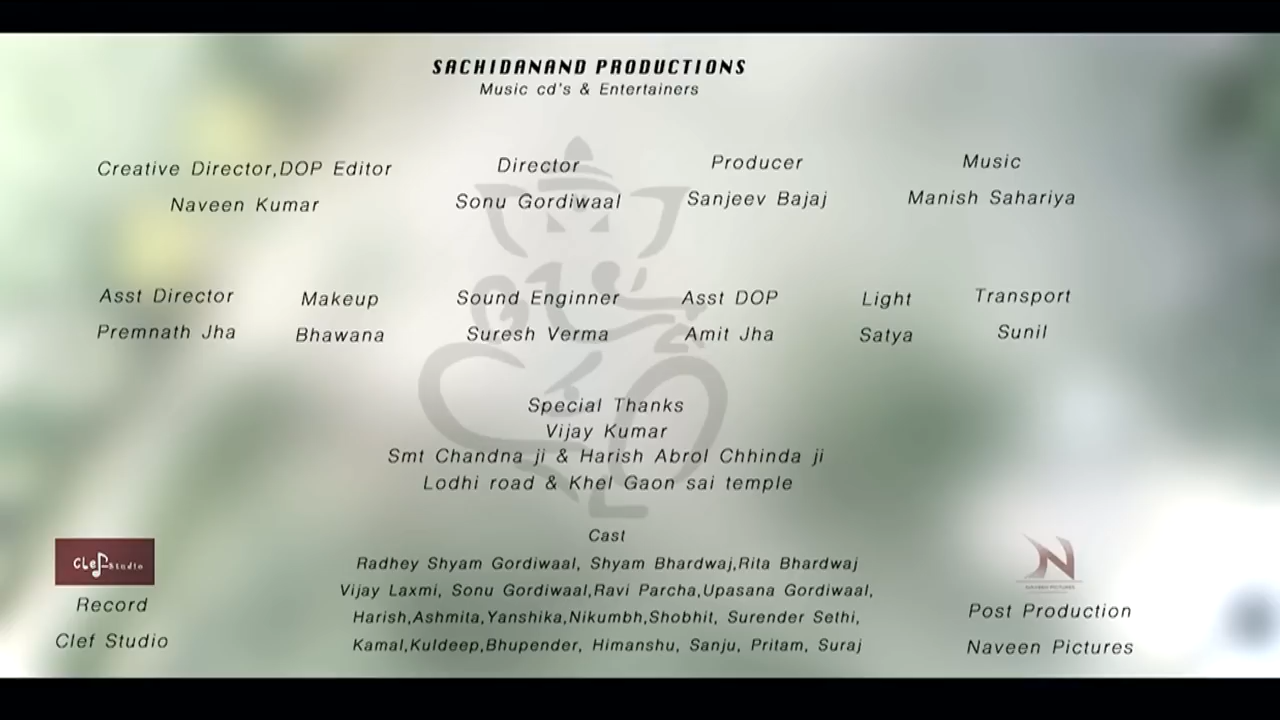 SACHIDANAND PRODUCTIONS
Music cd's & Entertainers
Creative Director,DOP Editor
Naveen Kumar
Director
Sonu Gordiwaal
Producer
Sanjeev Bajaj
Music
Manish Sahariya
Asst Director
Premnath Jha
Makeup
Bhawana
Sound Enginner
Suresh Verma
Asst DOP
Amit Jha
Light
Satya
Transport
Sunil
Special Thanks
Vijay Kumar
Smt Chandna ji & Harish Abrol Chhinda ji
Lodhi road & Khel Gaon sai temple
Cast
Radhey Shyam Gordiwaal, Shyam Bhardwaj,Rita Bhardwaj
Vijay Laxmi, Sonu Gordiwaal,Ravi Parcha,Upasana Gordiwaal,
Harish,Ashmita,Yanshika,Nikumbh,Shobhit, Surender Sethi,
Kamal,Kuldeep,Bhupender, Himanshu, Sanju, Pritam, Suraj
Clef Studio
Record
Clef Studio
N
NAVEEN PICTURES
Post Production
Naveen Pictures